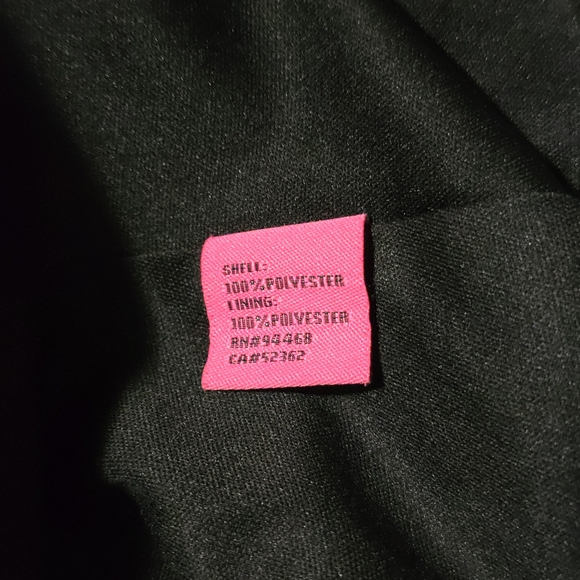 SHELL:
100%POLYESTER
LINING:
100%POLYESTER
RN#94468
CA#52362